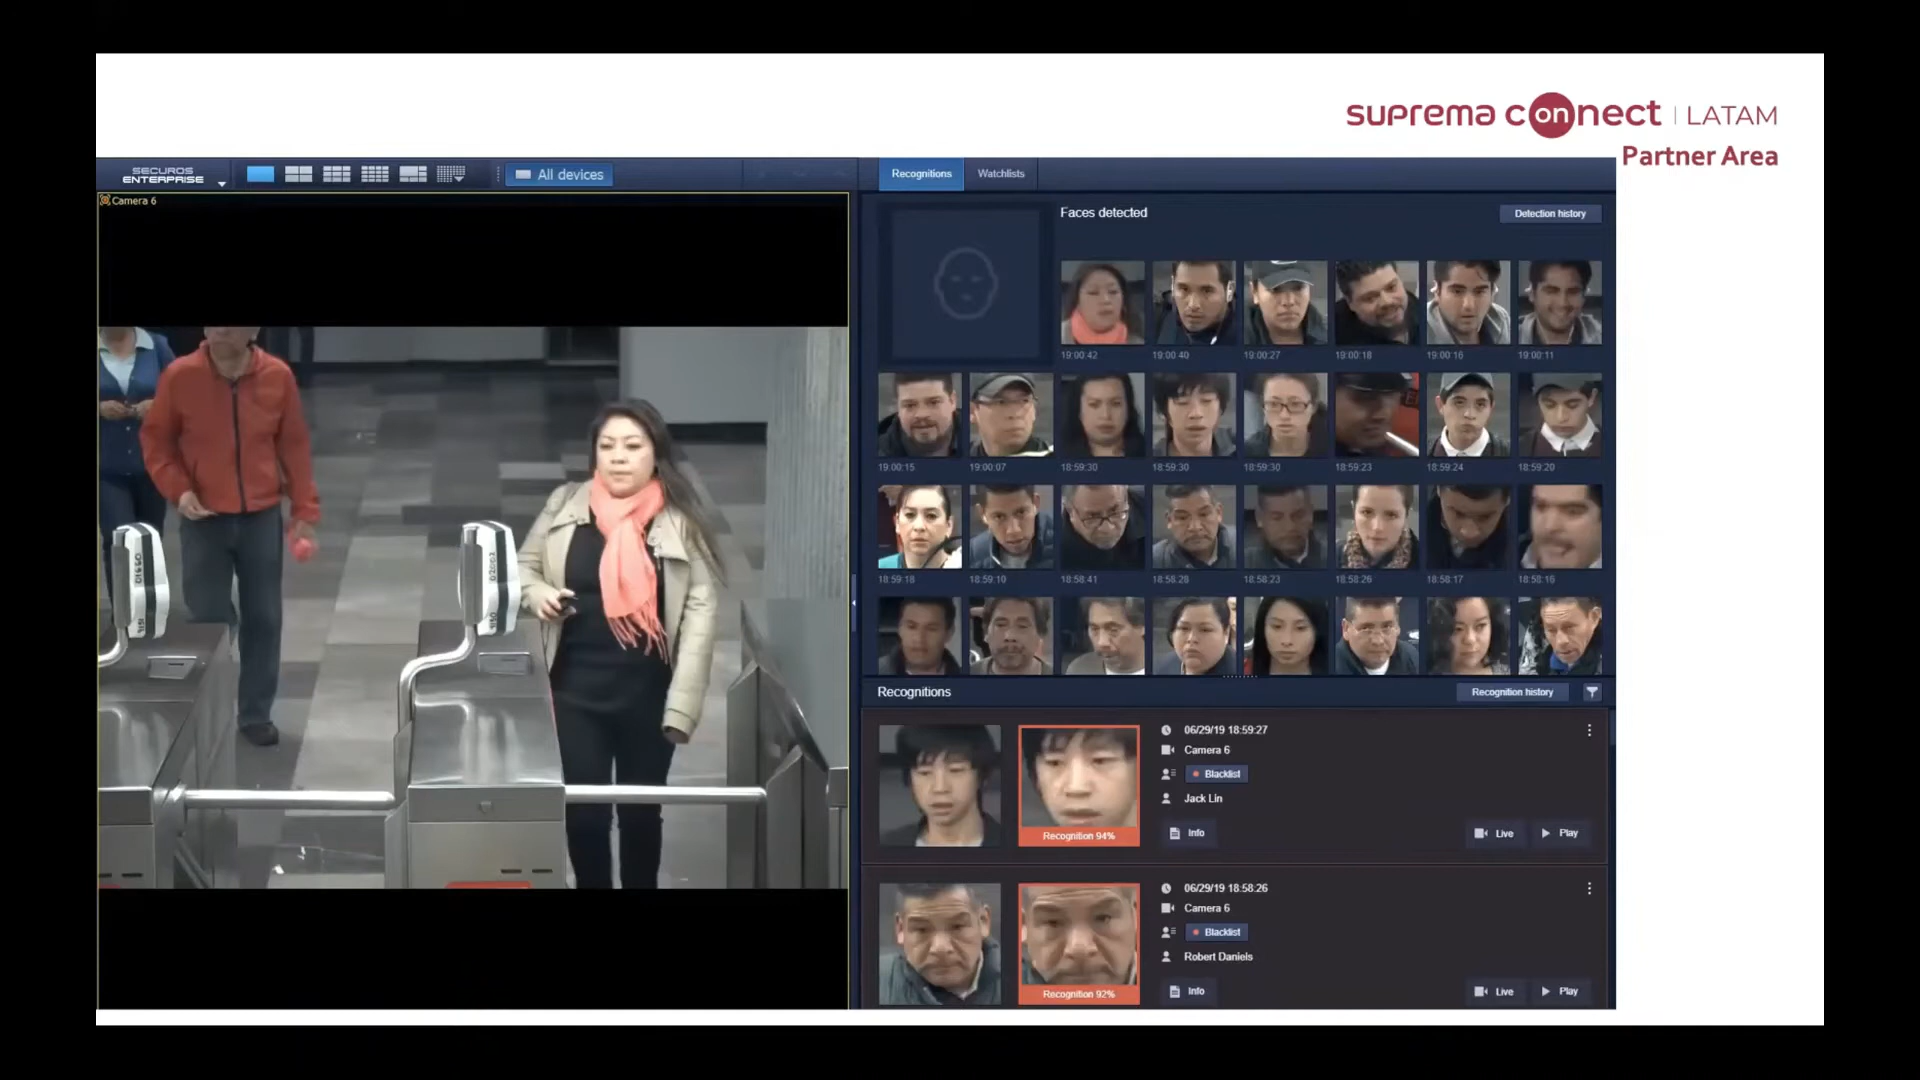 suprema connect | LATAM
Partner Area
SECUROS
ENTERPRISE
All devices
Recognitions
Watchlists
Camera 6
Faces detected
Detection history
19:00:42
19:00:40
19:00:27
19:00:18
19:00:16
19:00:11
19:00:15
19:00:07
18:59:30
18:59:30
18:59:30
18:59:23
18:59:24
18:59:20
18:59:18
18:59:10
18:58:41
18:58:28
18:58:23
18:58:26
18:58:17
18:58:16
Recognitions
Recognition history
06/29/19 18:59:27
Camera 6
Blacklist
Jack Lin
Recognition 94%
Info
Live
Play
06/29/19 18:58:26
Camera 6
Blacklist
Robert Daniels
Recognition 92%
Info
Live
Play